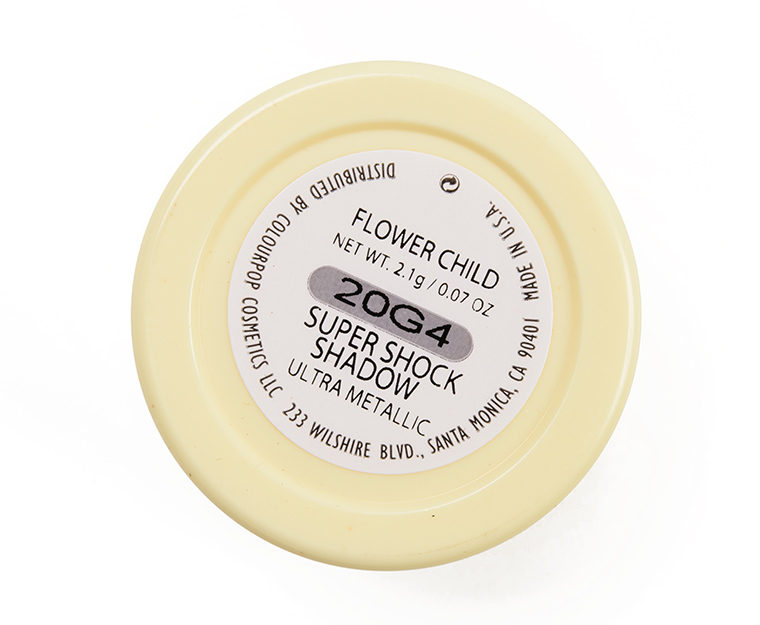 FLOWER CHILD
NET WT. 2.1g / 0.07 OZ
20G4
SUPER SHOCK
SHADOW
ULTRA METALLIC
DISTRIBUTED BY COLOURPOP COSMETICS LLC 233 WILSHIRE BLVD., SANTA MONICA, CA 90401 MADE IN U.S.A.